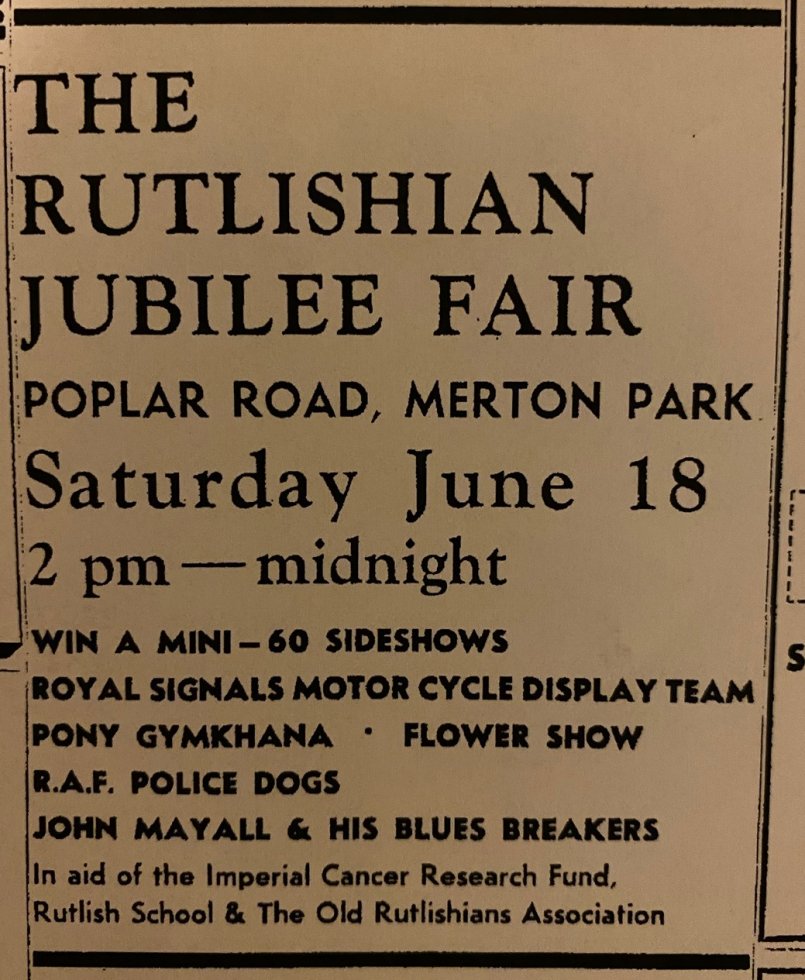 THE
RUTLISHIAN
JUBILEE FAIR
POPLAR ROAD, MERTON PARK
Saturday June 18
2 pm — midnight
WIN A MINI – 60 SIDESHOWS
ROYAL SIGNALS MOTOR CYCLE DISPLAY TEAM
PONY GYMKHANA · FLOWER SHOW
R.A.F. POLICE DOGS
JOHN MAYALL & HIS BLUES BREAKERS
In aid of the Imperial Cancer Research Fund,
Rutlish School & The Old Rutlishians Association